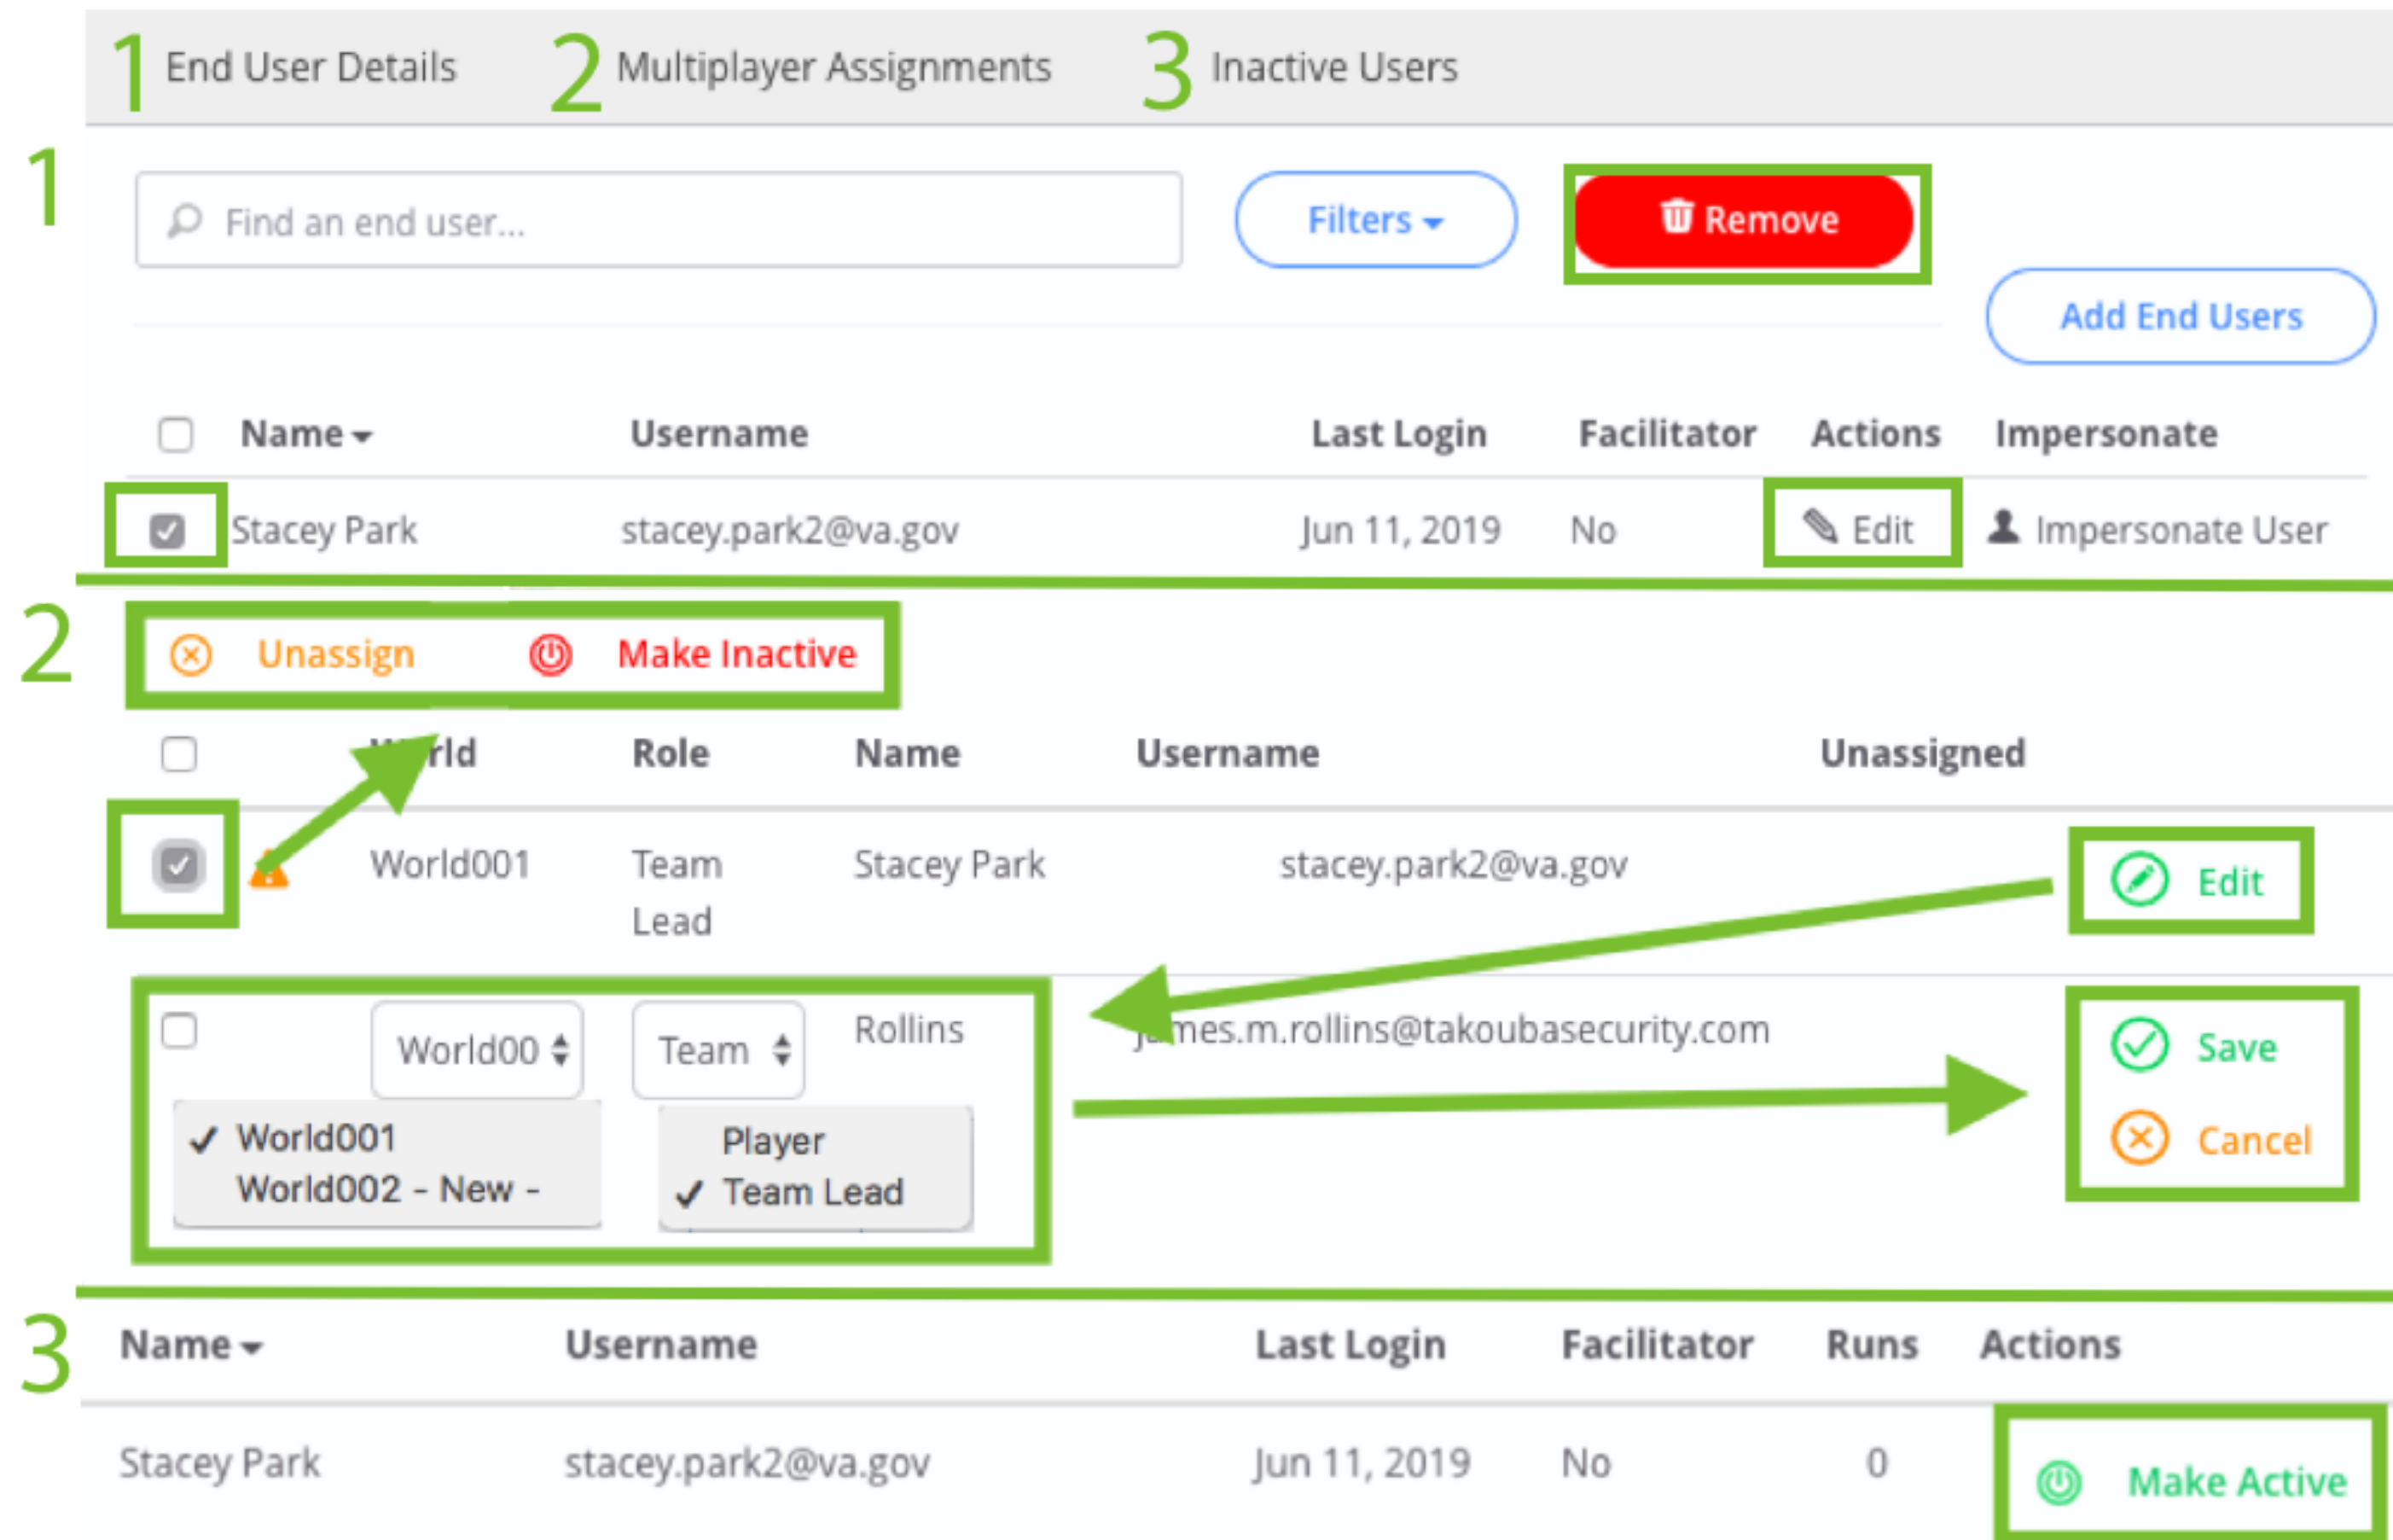 1 End User Details 2 Multiplayer Assignments 3 Inactive Users
1
Find an end user... Filters Remove
Add End Users
Name Username Last Login Facilitator Actions Impersonate
Stacey Park stacey.park2@va.gov Jun 11, 2019 No Edit Impersonate User
2
Unassign Make Inactive
Role Name Username Unassigned
World001 Team Stacey Park stacey.park2@va.gov Edit
Lead
World00 Team Rollins james.m.rollins@takoubasecurity.com Save
World001 Player Cancel
World002 - New - Team Lead
3
Name Username Last Login Facilitator Runs Actions
Stacey Park stacey.park2@va.gov Jun 11, 2019 No 0 Make Active